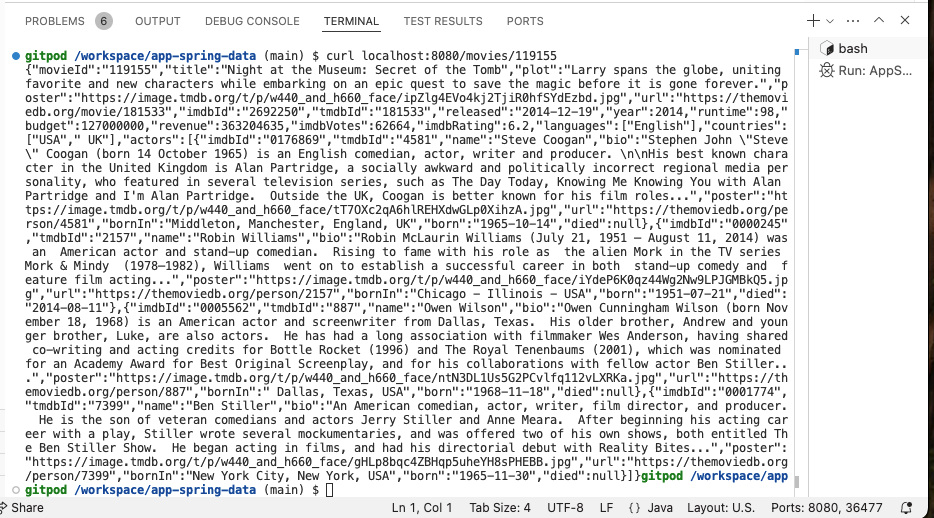 PROBLEMS 6 OUTPUT DEBUG CONSOLE TERMINAL TEST RESULTS PORTS
bash
Run: AppS...
gitpod /workspace/app-spring-data (main) $ curl localhost:8080/movies/119155
{"movieId":"119155","title":"Night at the Museum: Secret of the Tomb","plot":"Larry spans the globe, uniting
favorite and new characters while embarking on an epic quest to save the magic before it is gone forever.","p
oster":"https://image.tmdb.org/t/p/w440_and_h660_face/ipZlg4EVo4kj2TjiR0hfSYdEzbd.jpg","url":"https://themovi
edb.org/movie/181533","imdbId":"2692250","tmdbId":"181533","released":"2014-12-19","year":2014,"runtime":98,"
budget":127000000,"revenue":363204635,"imdbVotes":62664,"imdbRating":6.2,"languages":["English"],"countries":
["USA"," UK"],"actors":[{"imdbId":"0176869","tmdbId":"4581","name":"Steve Coogan","bio":"Stephen John \"Steve
\" Coogan (born 14 October 1965) is an English comedian, actor, writer and producer. \n\nHis best known chara
cter in the United Kingdom is Alan Partridge, a socially awkward and politically incorrect regional media per
sonality, who featured in several television series, such as The Day Today, Knowing Me Knowing You with Alan
Partridge and I'm Alan Partridge.  Outside the UK, Coogan is better known for his film roles...","poster":"ht
tps://image.tmdb.org/t/p/w440_and_h660_face/tT7OXc2qA6hlREHXdwGLp0XihzA.jpg","url":"https://themoviedb.org/pe
rson/4581","bornIn":"Middleton, Manchester, England, UK","born":"1965-10-14","died":null},{"imdbId":"0000245"
,"tmdbId":"2157","name":"Robin Williams","bio":"Robin McLaurin Williams (July 21, 1951 – August 11, 2014) was
 an  American actor and stand-up comedian.  Rising to fame with his role as  the alien Mork in the TV series
Mork & Mindy  (1978–1982), Williams  went on to establish a successful career in both  stand-up comedy and  f
eature film acting...","poster":"https://image.tmdb.org/t/p/w440_and_h660_face/iYdeP6K0qz44Wg2Nw9LPJGMBkQ5.jp
g","url":"https://themoviedb.org/person/2157","bornIn":"Chicago - Illinois - USA","born":"1951-07-21","died":
"2014-08-11"},{"imdbId":"0005562","tmdbId":"887","name":"Owen Wilson","bio":"Owen Cunningham Wilson (born Nov
ember 18, 1968) is an American actor and screenwriter from Dallas, Texas.  His older brother, Andrew and youn
ger brother, Luke, are also actors.  He has had a long association with filmmaker Wes Anderson, having shared
 co-writing and acting credits for Bottle Rocket (1996) and The Royal Tenenbaums (2001), which was nominated
for an Academy Award for Best Original Screenplay, and for his collaborations with fellow actor Ben Stiller..
.","poster":"https://image.tmdb.org/t/p/w440_and_h660_face/ntN3DL1Us5G2PCvlfq112vLXRKa.jpg","url":"https://th
emoviedb.org/person/887","bornIn":" Dallas, Texas, USA","born":"1968-11-18","died":null},{"imdbId":"0001774",
"tmdbId":"7399","name":"Ben Stiller","bio":"An American comedian, actor, writer, film director, and producer.
  He is the son of veteran comedians and actors Jerry Stiller and Anne Meara.  After beginning his acting car
eer with a play, Stiller wrote several mockumentaries, and was offered two of his own shows, both entitled Th
e Ben Stiller Show.  He began acting in films, and had his directorial debut with Reality Bites...","poster":
"https://image.tmdb.org/t/p/w440_and_h660_face/gHLp8bqc4ZBHqp5uheYH8sPHEBB.jpg","url":"https://themoviedb.org
/person/7399","bornIn":"New York City, New York, USA","born":"1965-11-30","died":null}]}gitpod /workspace/app
gitpod /workspace/app-spring-data (main) $
Share Ln 1, Col 1 Tab Size: 4 UTF-8 LF {} Java Layout: U.S. Ports: 8080, 36477